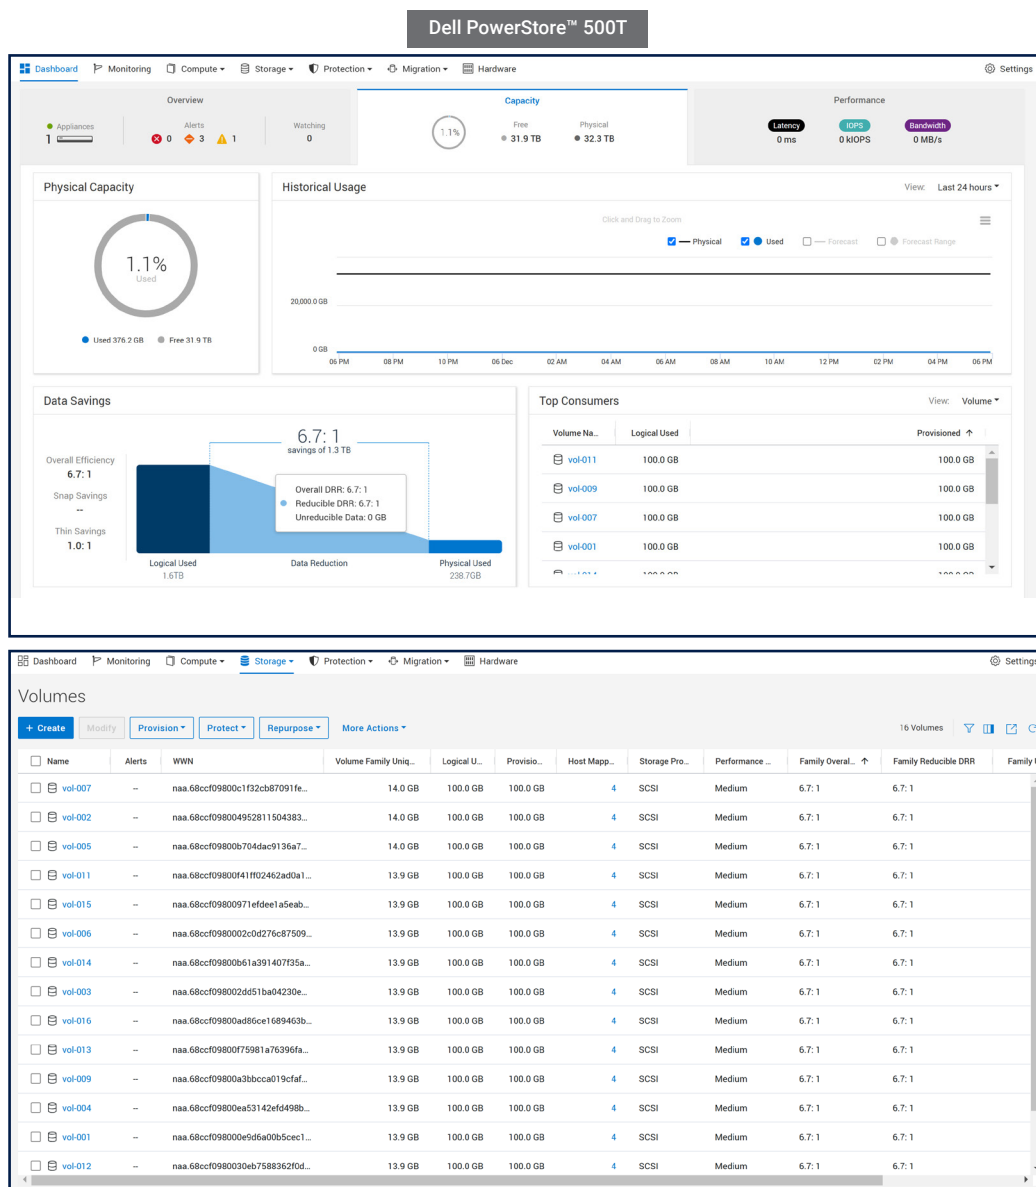 Dell PowerStore™ 500T
Dashboard Monitoring Compute Storage Protection Migration Hardware Settings
Overview
Appliances
1
Alerts
0 3 1
Watching
0
Capacity
1.1%
Free
31.9 TB
Physical
32.3 TB
Performance
Latency
0 ms
IOPS
0 kIOPS
Bandwidth
0 MB/s
Physical Capacity
1.1%
Used
Used 376.2 GB Free 31.9 TB
Historical Usage
View: Last 24 hours
Click and Drag to Zoom
Physical Used Forecast Forecast Range
20,000.0 GB
0 GB
06 PM 08 PM 10 PM 06 Dec 02 AM 04 AM 06 AM 08 AM 10 AM 12 PM 02 PM 04 PM 06 PM
Data Savings
Overall Efficiency
6.7: 1
Snap Savings
--
Thin Savings
1.0: 1
6.7: 1
savings of 1.3 TB
Overall DRR: 6.7: 1
Reducible DRR: 6.7: 1
Unreducible Data: 0 GB
Logical Used
1.6TB
Data Reduction
Physical Used
238.7GB
Top Consumers
View: Volume
Volume Na... Logical Used Provisioned
vol-011 100.0 GB 100.0 GB
vol-009 100.0 GB 100.0 GB
vol-007 100.0 GB 100.0 GB
vol-001 100.0 GB 100.0 GB
Dashboard Monitoring Compute Storage Protection Migration Hardware Settings
Volumes
+ Create Modify Provision Protect Repurpose More Actions 16 Volumes
Name Alerts WWN Volume Family Uniq... Logical U... Provisio... Host Mapp... Storage Pro... Performance ... Family Overal... Family Reducible DRR Family
vol-007 -- naa.68ccf09800c1f32cb87091fe... 14.0 GB 100.0 GB 100.0 GB 4 SCSI Medium 6.7: 1 6.7: 1
vol-002 -- naa.68ccf098004952811504383... 14.0 GB 100.0 GB 100.0 GB 4 SCSI Medium 6.7: 1 6.7: 1
vol-005 -- naa.68ccf09800b704dac9136a7... 14.0 GB 100.0 GB 100.0 GB 4 SCSI Medium 6.7: 1 6.7: 1
vol-011 -- naa.68ccf09800f41ff02462ad0a1... 13.9 GB 100.0 GB 100.0 GB 4 SCSI Medium 6.7: 1 6.7: 1
vol-015 -- naa.68ccf09800971efdee1a5eab... 13.9 GB 100.0 GB 100.0 GB 4 SCSI Medium 6.7: 1 6.7: 1
vol-006 -- naa.68ccf0980002c0d276c87509... 13.9 GB 100.0 GB 100.0 GB 4 SCSI Medium 6.7: 1 6.7: 1
vol-014 -- naa.68ccf09800b61a391407f35a... 13.9 GB 100.0 GB 100.0 GB 4 SCSI Medium 6.7: 1 6.7: 1
vol-003 -- naa.68ccf098002dd51ba04230e... 13.9 GB 100.0 GB 100.0 GB 4 SCSI Medium 6.7: 1 6.7: 1
vol-016 -- naa.68ccf09800ad86ce1689463b... 13.9 GB 100.0 GB 100.0 GB 4 SCSI Medium 6.7: 1 6.7: 1
vol-013 -- naa.68ccf09800f75981a76396fa... 13.9 GB 100.0 GB 100.0 GB 4 SCSI Medium 6.7: 1 6.7: 1
vol-009 -- naa.68ccf09800a3bbcca019cfaf... 13.9 GB 100.0 GB 100.0 GB 4 SCSI Medium 6.7: 1 6.7: 1
vol-004 -- naa.68ccf09800ea53142efd498b... 13.9 GB 100.0 GB 100.0 GB 4 SCSI Medium 6.7: 1 6.7: 1
vol-001 -- naa.68ccf098000e9d6a00b5cec1... 13.9 GB 100.0 GB 100.0 GB 4 SCSI Medium 6.7: 1 6.7: 1
vol-012 -- naa.68ccf0980030eb7588362f0d... 13.9 GB 100.0 GB 100.0 GB 4 SCSI Medium 6.7: 1 6.7: 1